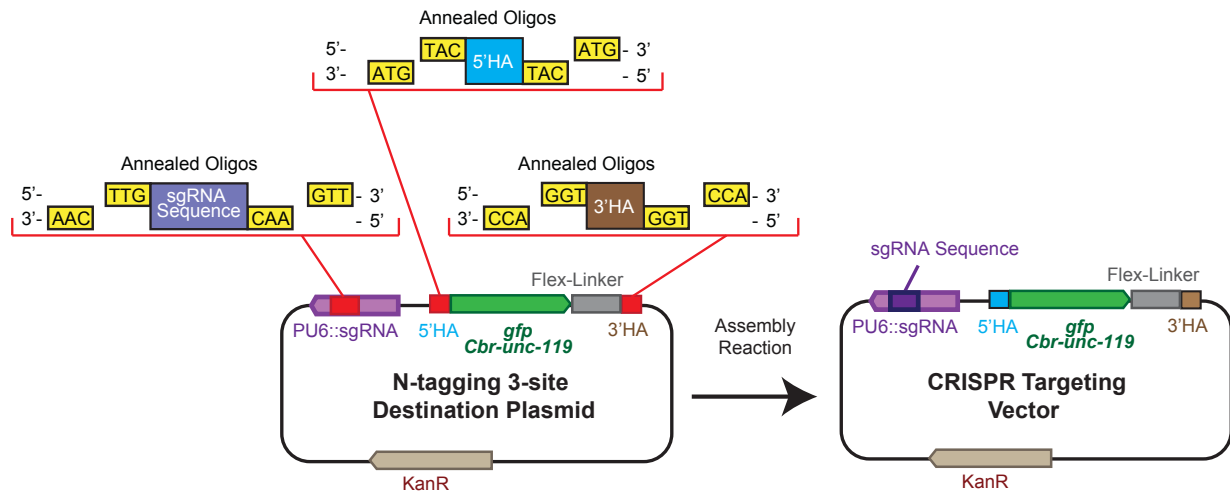 Annealed Oligos
5'- TAC 5'HA ATG - 3'
3'- ATG TAC - 5'
Annealed Oligos
5'- TTG sgRNA Sequence GTT - 3'
3'- AAC CAA - 5'
Annealed Oligos
5'- GGT 3'HA CCA - 3'
3'- CCA GGT - 5'
Flex-Linker
PU6::sgRNA
5'HA
gfp
Cbr-unc-119
3'HA
N-tagging 3-site
Destination Plasmid
KanR
Assembly
Reaction
sgRNA Sequence
Flex-Linker
PU6::sgRNA
5'HA
gfp
Cbr-unc-119
3'HA
CRISPR Targeting
Vector
KanR